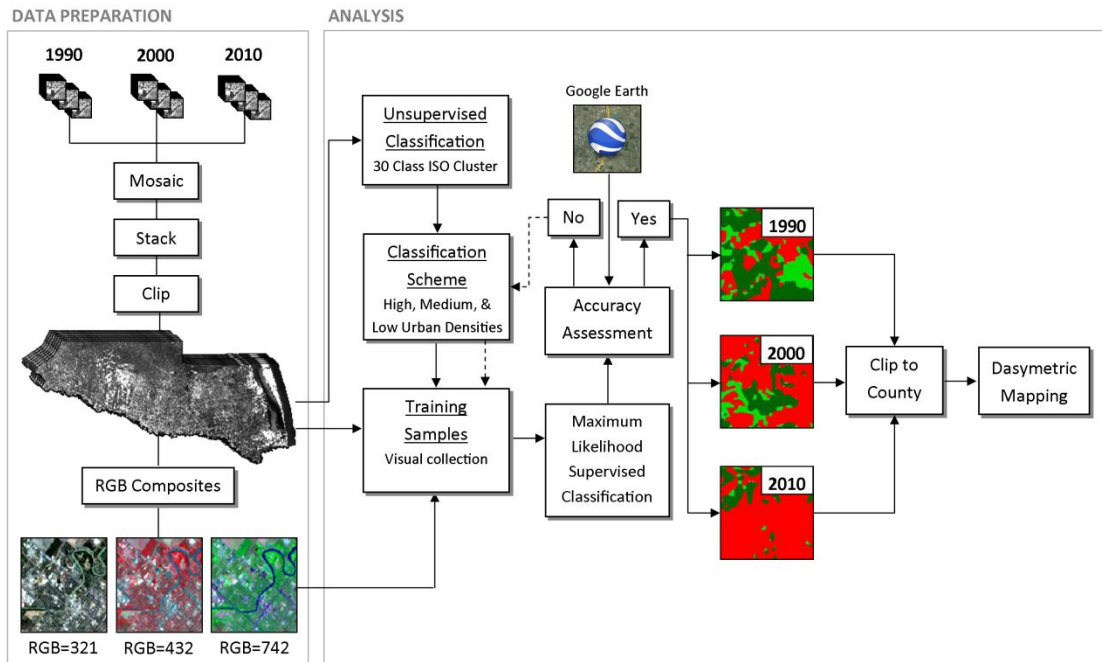 DATA PREPARATION
1990
2000
2010
Mosaic
Stack
Clip
RGB Composites
RGB=321
RGB=432
RGB=742
ANALYSIS
Unsupervised
Classification
30 Class ISO Cluster
Classification
Scheme
High, Medium, &
Low Urban Densities
Training
Samples
Visual collection
Google Earth
No
Yes
Accuracy
Assessment
Maximum
Likelihood
Supervised
Classification
1990
2000
2010
Clip to
County
Dasymetric
Mapping